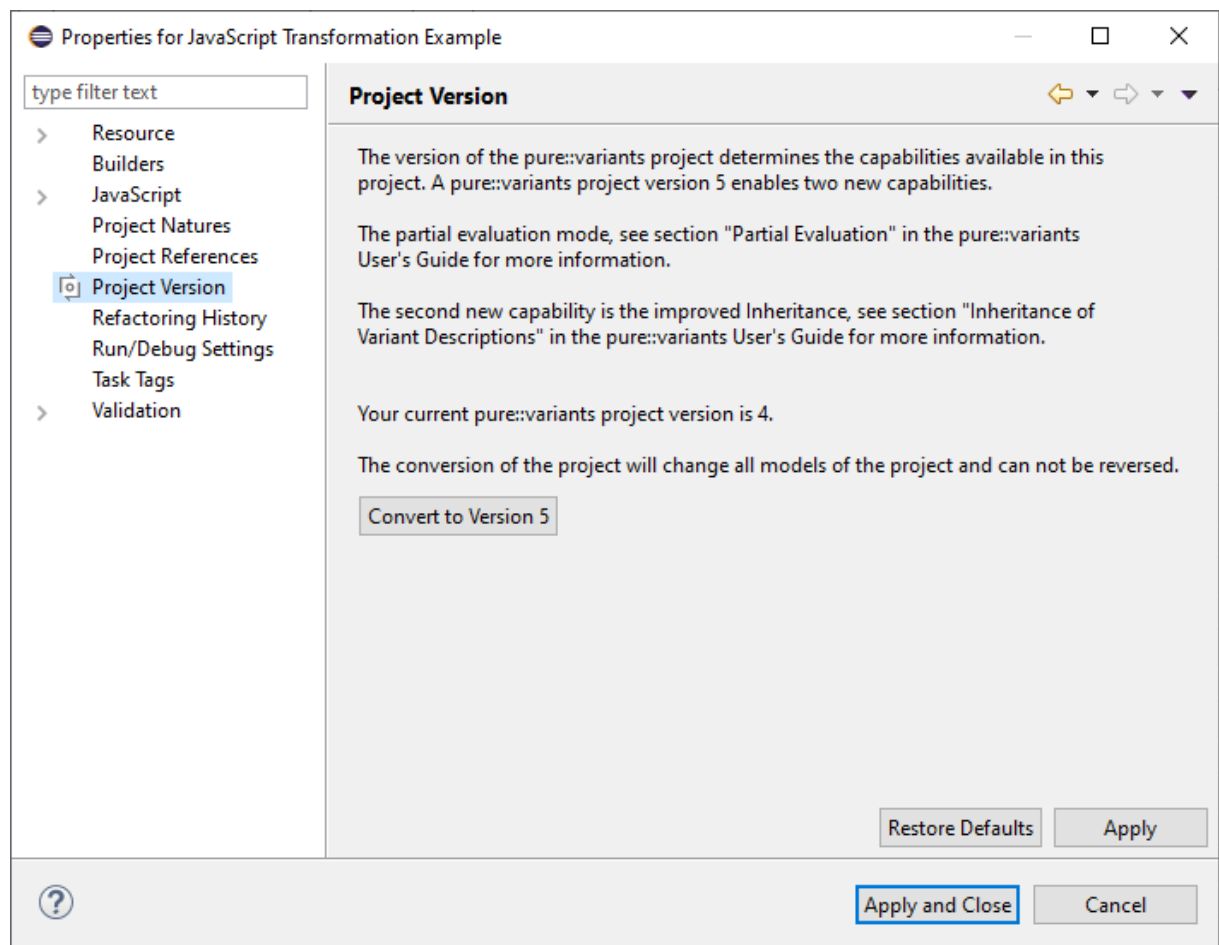 Properties for JavaScript Transformation Example
type filter text
Resource
Builders
JavaScript
Project Natures
Project References
Project Version
Refactoring History
Run/Debug Settings
Task Tags
Validation
Project Version
The version of the pure::variants project determines the capabilities available in this
project. A pure::variants project version 5 enables two new capabilities.
The partial evaluation mode, see section "Partial Evaluation" in the pure::variants
User's Guide for more information.
The second new capability is the improved Inheritance, see section "Inheritance of
Variant Descriptions" in the pure::variants User's Guide for more information.
Your current pure::variants project version is 4.
The conversion of the project will change all models of the project and can not be reversed.
Convert to Version 5
Restore Defaults
Apply
?
Apply and Close
Cancel